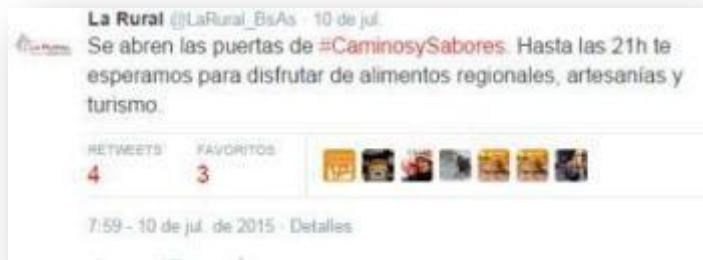 La Rural @LaRural_BsAs · 10 de jul.
Se abren las puertas de #CaminosySabores. Hasta las 21h te
esperamos para disfrutar de alimentos regionales, artesanías y
turismo.
RETWEETS FAVORITOS
4 3
7:59 - 10 de jul. de 2015 · Detalles